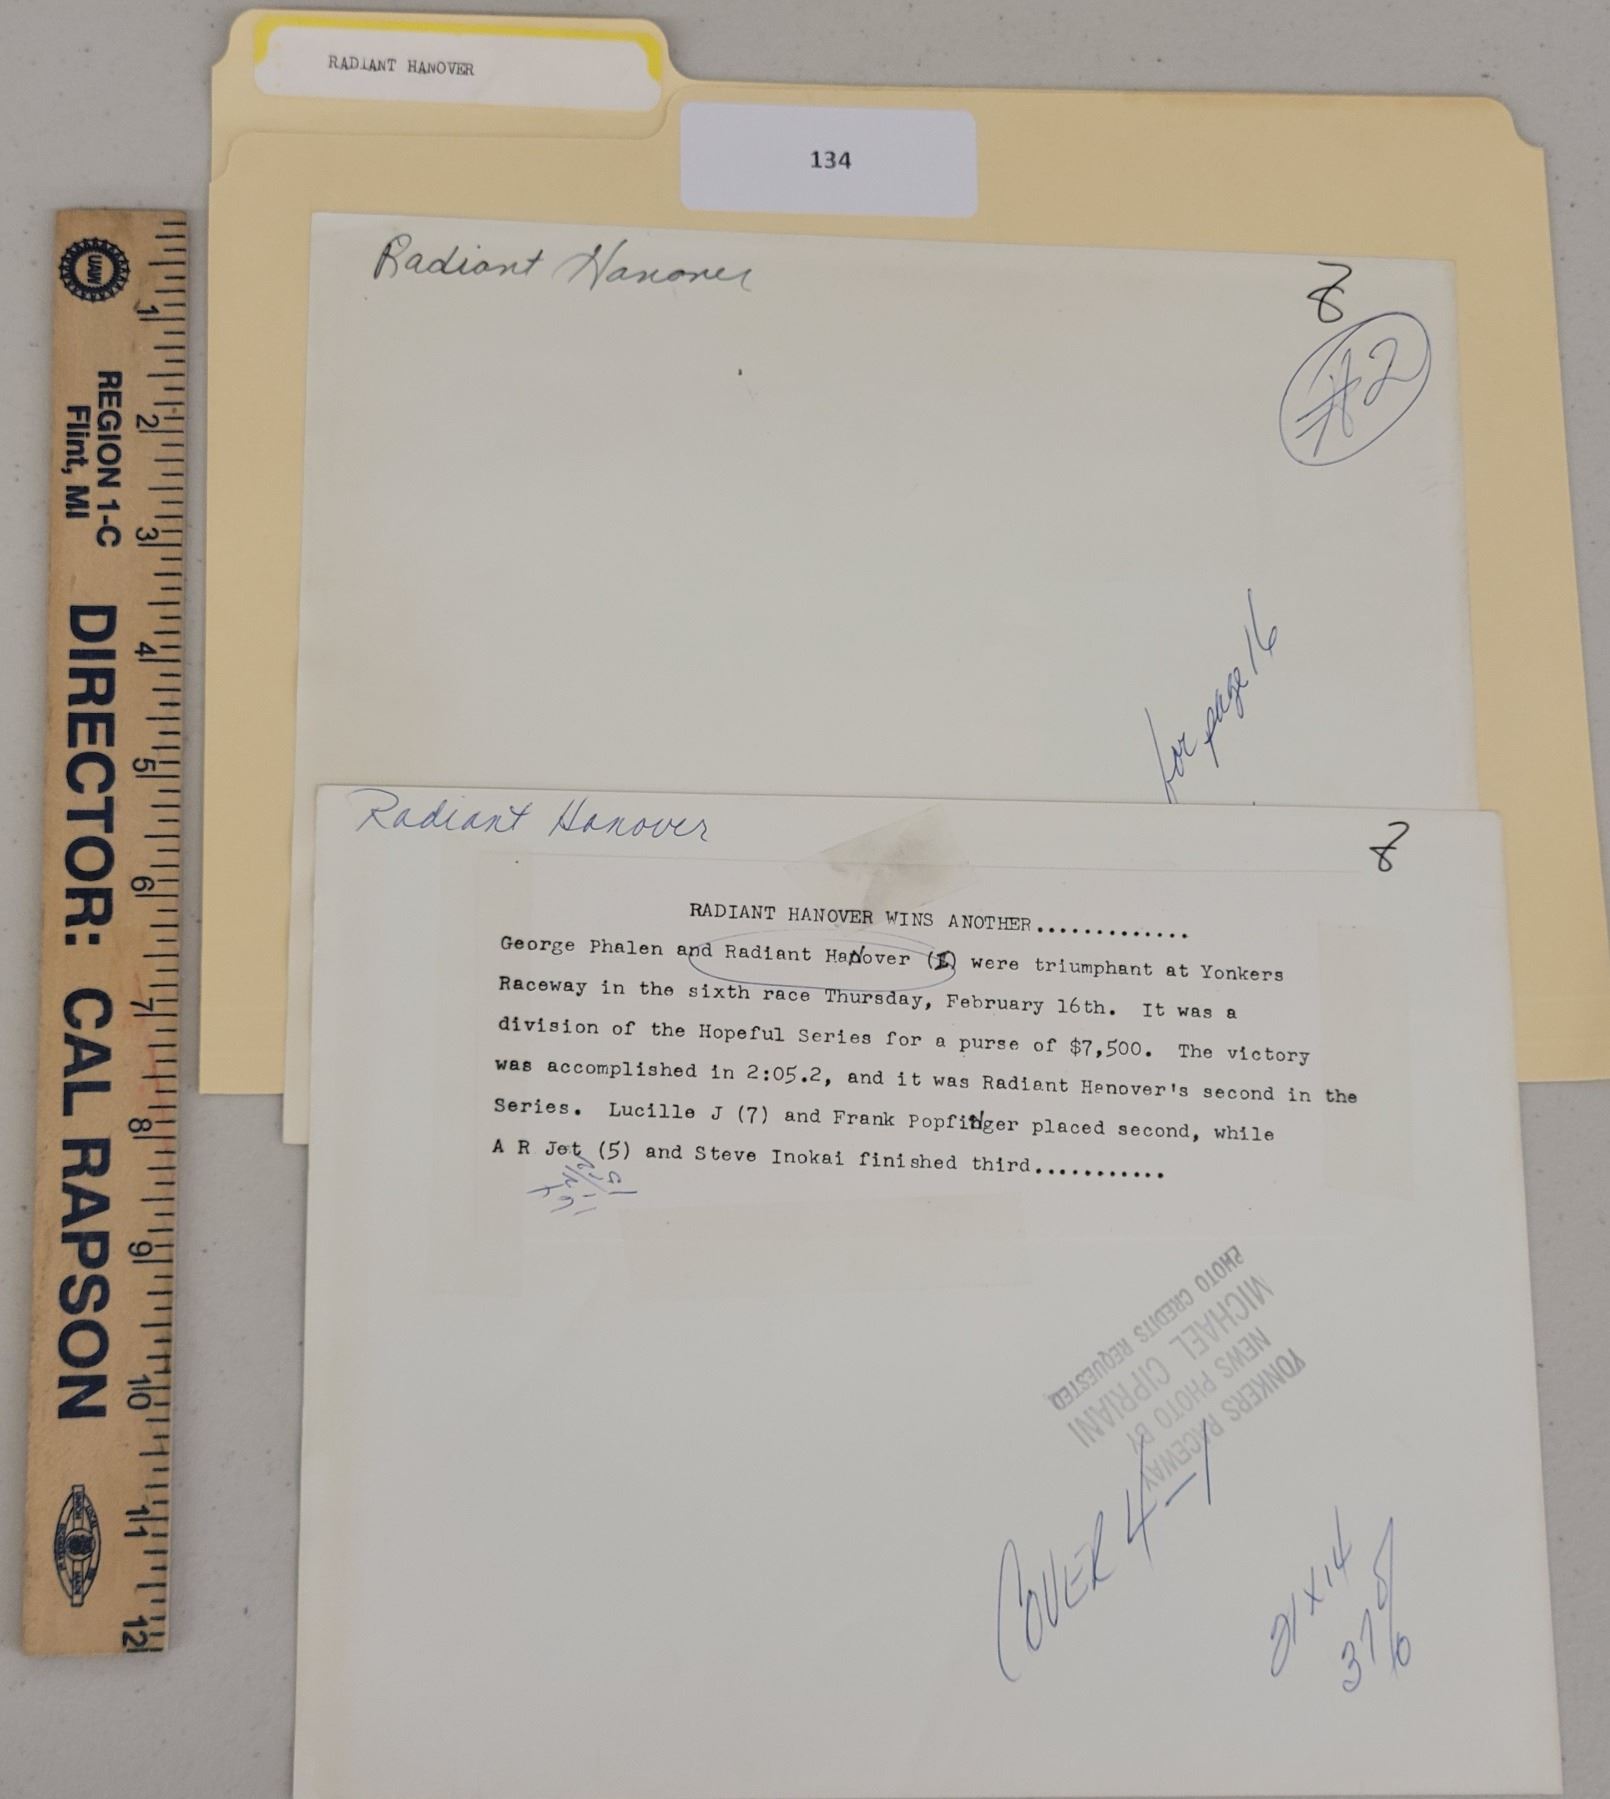 RADIANT HANOVER
134
Radiant Hanover
8
#2
for page 16
Radiant Hanover
8
RADIANT HANOVER WINS ANOTHER.............
George Phalen and Radiant Hanover were triumphant at Yonkers
Raceway in the sixth race Thursday, February 16th. It was a
division of the Hopeful Series for a purse of $7,500. The victory
was accomplished in 2:05.2, and it was Radiant Hanover's second in the
Series. Lucille J (7) and Frank Popfinger placed second, while
A R Jet (5) and Steve Inokai finished third...........
YONKERS RACEWAY
NEWS PHOTO BY
MICHAEL CIPRIANI
PHOTO CREDITS REQUESTED
COVER 4-1
21 x 14
37%
UAW
REGION 1-C
Flint, MI
DIRECTOR: CAL RAPSON
1 2 3 4 5 6 7 8 9 10 11 12